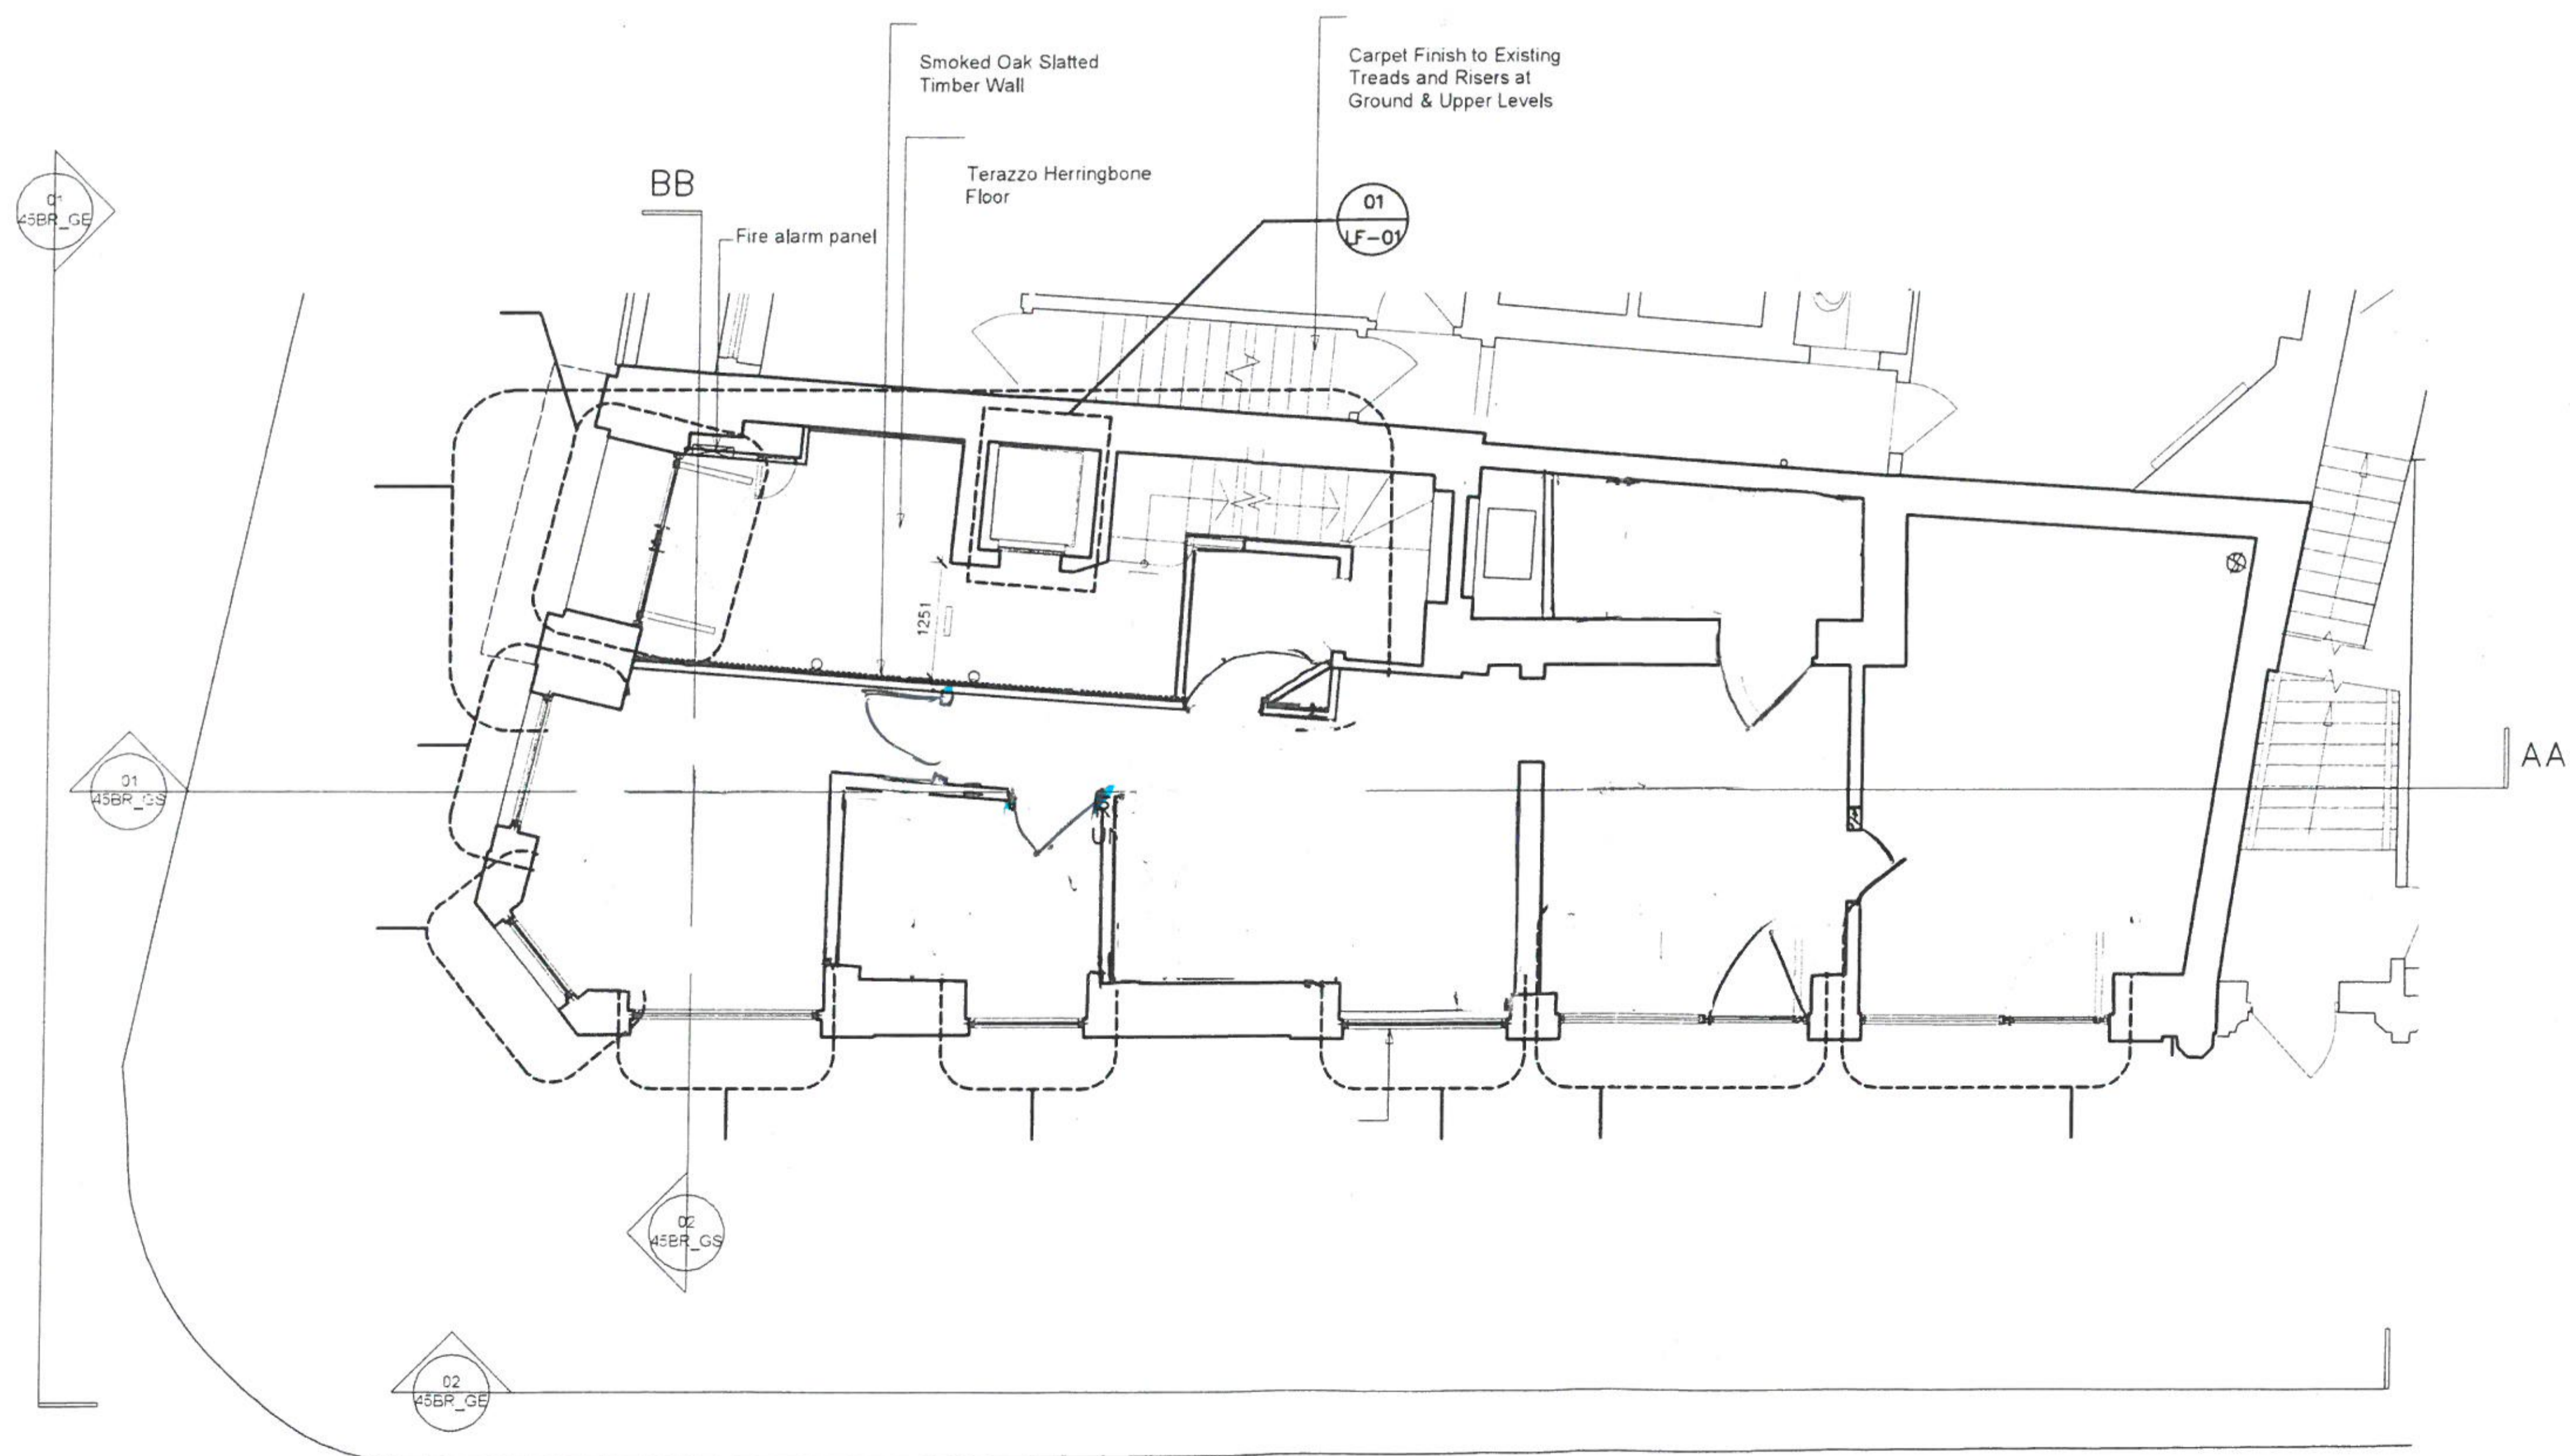 Smoked Oak Slatted
Timber Wall
Carpet Finish to Existing
Treads and Risers at
Ground & Upper Levels
Terazzo Herringbone
Floor
BB
Fire alarm panel
01
LF-01
01
45BR_GE
1251
01
45BR_GS
AA
02
45BR_GS
02
45BR_GE